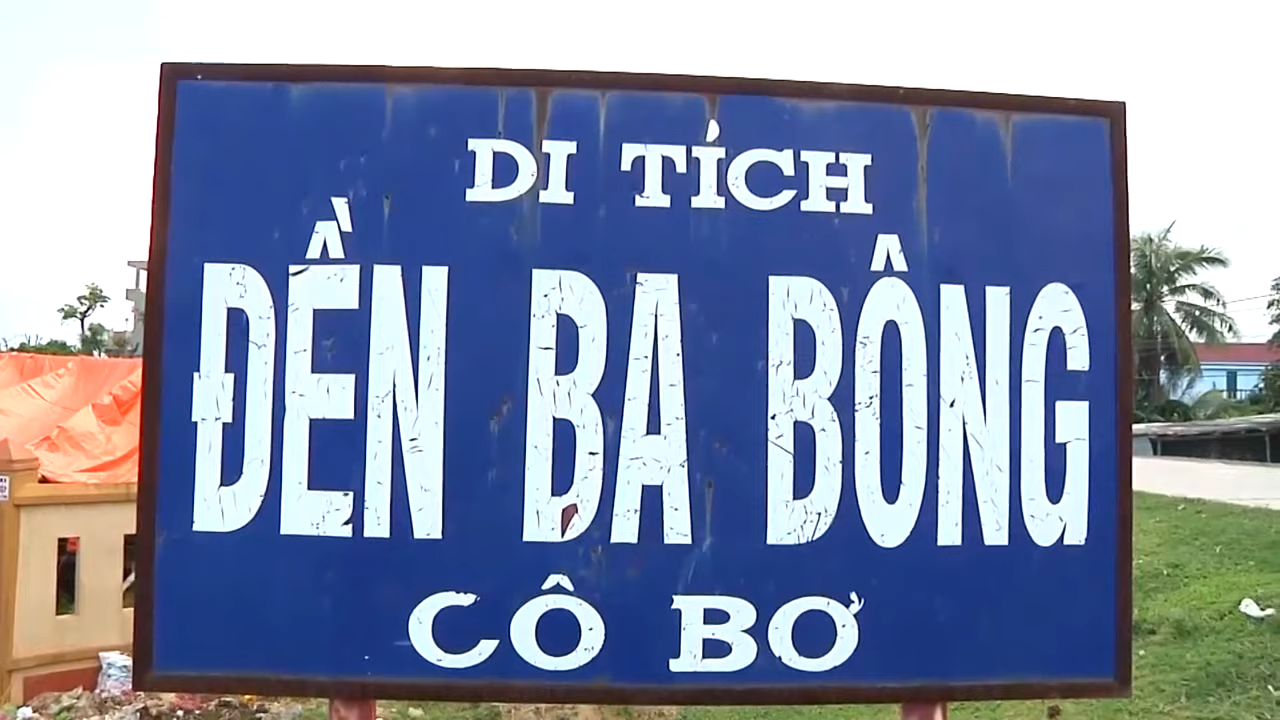 DI TÍCH
ĐỀN BA BÔNG
CÔ BƠ